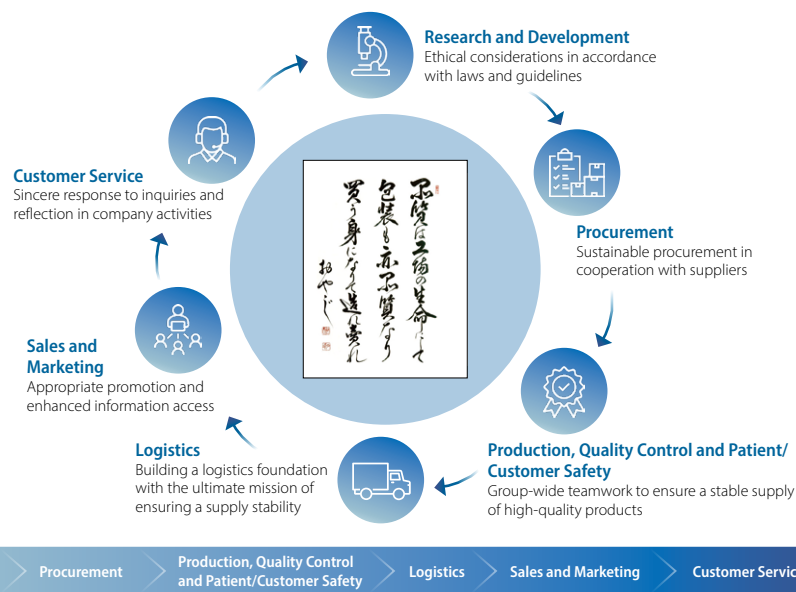 Research and Development
Ethical considerations in accordance
with laws and guidelines
Procurement
Sustainable procurement in
cooperation with suppliers
Production, Quality Control and Patient/
Customer Safety
Group-wide teamwork to ensure a stable supply
of high-quality products
Logistics
Building a logistics foundation
with the ultimate mission of
ensuring a supply stability
Sales and
Marketing
Appropriate promotion and
enhanced information access
Customer Service
Sincere response to inquiries and
reflection in company activities
品質は工場の生命にして
包装も亦品質なり
買う身になりて造れ売れ
おやじ
Procurement
Production, Quality Control
and Patient/Customer Safety
Logistics
Sales and Marketing
Customer Servic